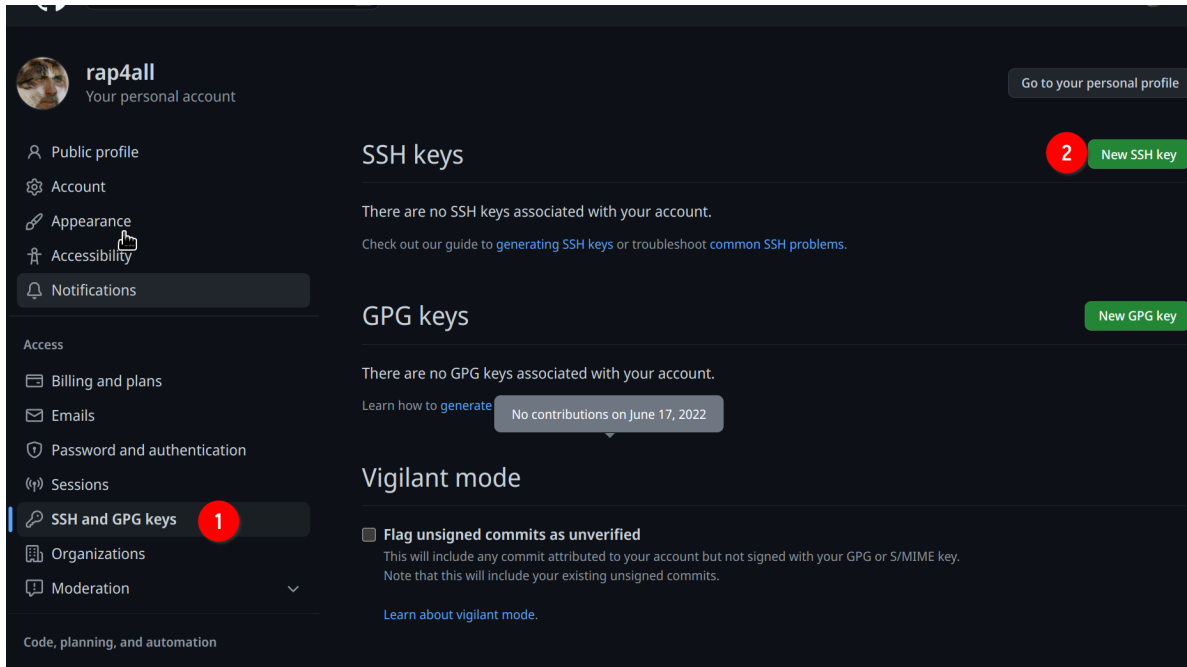 rap4all
Your personal account
Go to your personal profile
Public profile
Account
Appearance
Accessibility
Notifications
Access
Billing and plans
Emails
Password and authentication
Sessions
SSH and GPG keys
1
Organizations
Moderation
Code, planning, and automation
SSH keys
2
New SSH key
There are no SSH keys associated with your account.
Check out our guide to generating SSH keys or troubleshoot common SSH problems.
GPG keys
New GPG key
There are no GPG keys associated with your account.
Learn how to generate
No contributions on June 17, 2022
Vigilant mode
Flag unsigned commits as unverified
This will include any commit attributed to your account but not signed with your GPG or S/MIME key.
Note that this will include your existing unsigned commits.
Learn about vigilant mode.